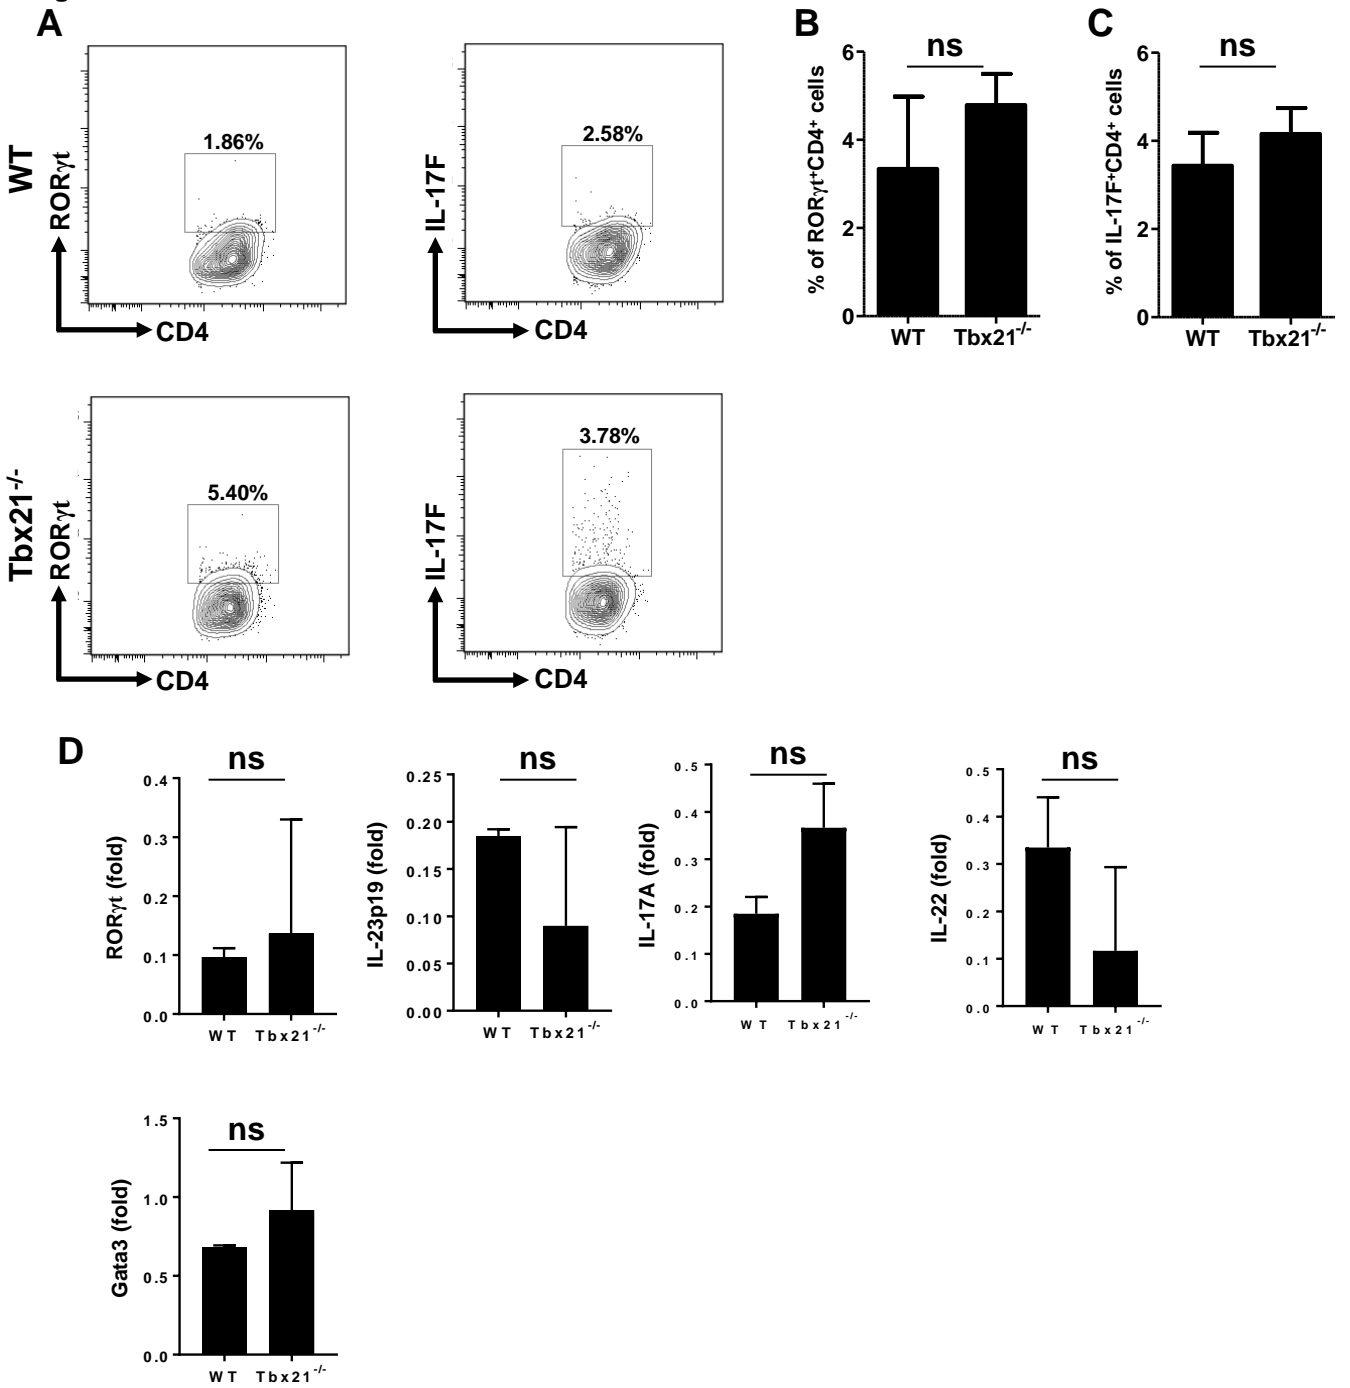 A
WT
RORγt
1.86%
CD4
IL-17F
2.58%
CD4
B
ns
% of RORγt⁺CD4⁺ cells
6
4
2
0
WT Tbx21⁻/⁻
C
ns
% of IL-17F⁺CD4⁺ cells
6
4
2
0
WT Tbx21⁻/⁻
Tbx21⁻/⁻
RORγt
5.40%
CD4
IL-17F
3.78%
CD4
D
ns
RORγt (fold)
0.4
0.3
0.2
0.1
0.0
WT Tbx21⁻/⁻
ns
IL-23p19 (fold)
0.25
0.20
0.15
0.10
0.05
0.00
WT Tbx21⁻/⁻
ns
IL-17A (fold)
0.5
0.4
0.3
0.2
0.1
0.0
WT Tbx21⁻/⁻
ns
IL-22 (fold)
0.5
0.4
0.3
0.2
0.1
0.0
WT Tbx21⁻/⁻
ns
Gata3 (fold)
1.5
1.0
0.5
0.0
WT Tbx21⁻/⁻